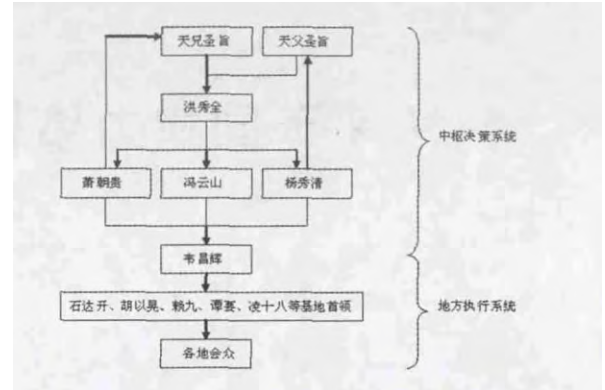 天兄圣旨
天父圣旨
洪秀全
中枢决策系统
萧朝贵
冯云山
杨秀清
韦昌辉
石达开、胡以晃、赖九、谭要、凌十八等基地首领
地方执行系统
各地会众